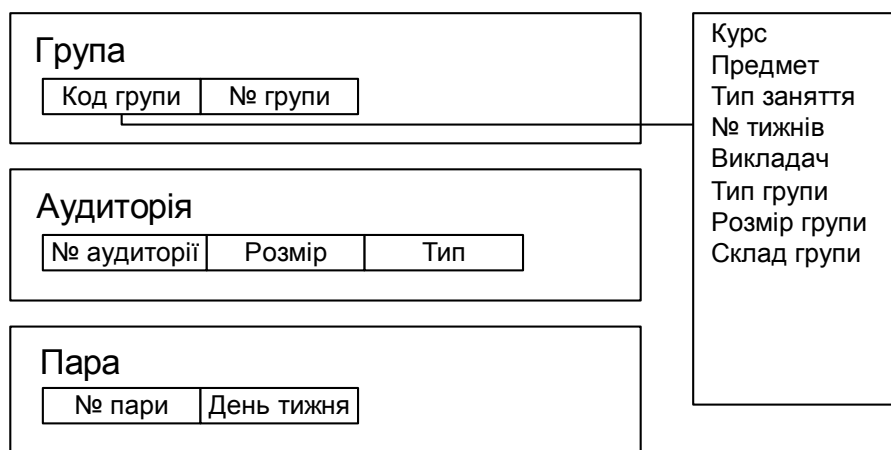 Група
Код групи № групи
Аудиторія
№ аудиторії Розмір Тип
Пара
№ пари День тижня
Курс
Предмет
Тип заняття
№ тижнів
Викладач
Тип групи
Розмір групи
Склад групи